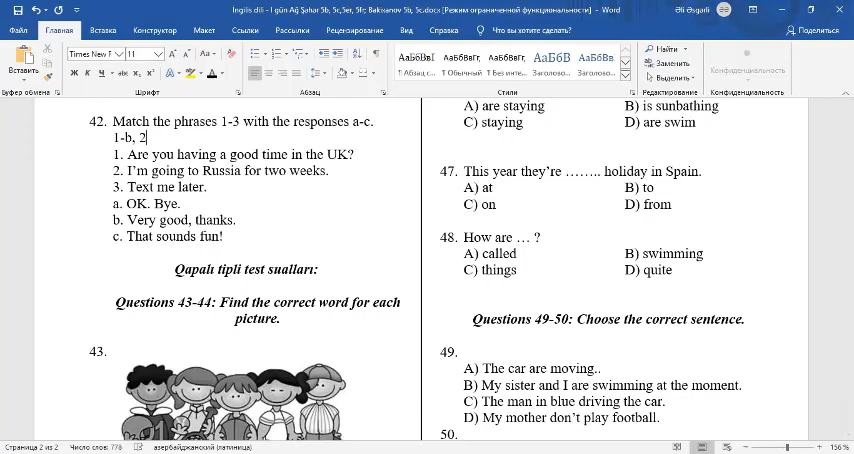 İngilis dili - I gün Ağ Şəhər 5b, 5c,5er, 5fr; Bakixanov 5b, 5c.docx [Режим ограниченной функциональности] - Word
Əli Əsgərli
Файл Главная Вставка Конструктор Макет Ссылки Рассылки Рецензирование Вид Справка Что вы хотите сделать? Поделиться
Times New F 11
Вставить
Ж К Ч
АаБбВвІ АаБбВвГг, АаБбВвГг, АаБбВ АаБбВв
¶ Абзац с... ¶ Обычный ¶ Без инте... Заголово... Заголово...
Найти
Заменить
Выделить
Конфиденциальность
Буфер обмена Шрифт Абзац Стили Редактирование Конфиденциальность
42. Match the phrases 1-3 with the responses a-c.
1-b, 2
1. Are you having a good time in the UK?
2. I'm going to Russia for two weeks.
3. Text me later.
a. OK. Bye.
b. Very good, thanks.
c. That sounds fun!
Qapalı tipli test sualları:
Questions 43-44: Find the correct word for each
picture.
43.
A) are staying B) is sunbathing
C) staying D) are swim
47. This year they're …….. holiday in Spain.
A) at B) to
C) on D) from
48. How are … ?
A) called B) swimming
C) things D) quite
Questions 49-50: Choose the correct sentence.
49.
A) The car are moving..
B) My sister and I are swimming at the moment.
C) The man in blue driving the car.
D) My mother don't play football.
50.
Страница 2 из 2 Число слов: 778 азербайджанский (латиница) 156 %